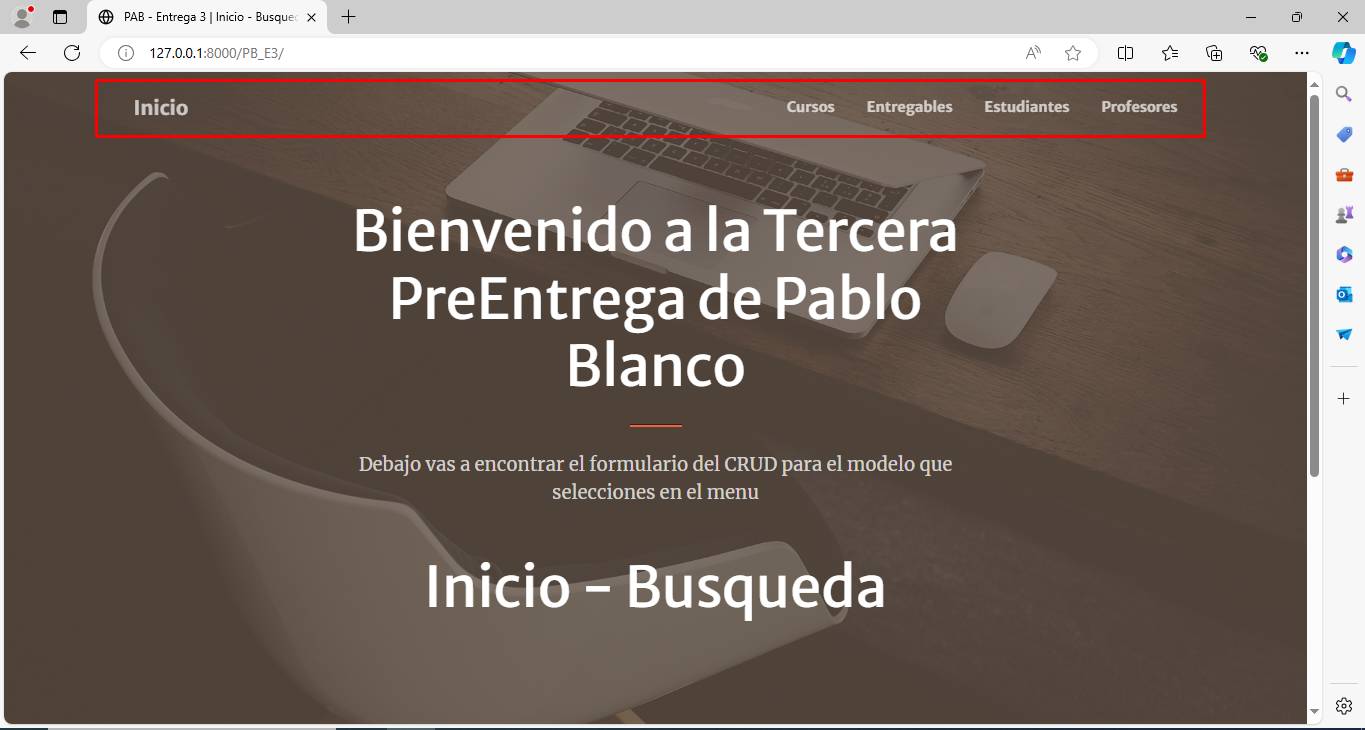 PAB - Entrega 3 | Inicio - Busqued
127.0.0.1:8000/PB_E3/
Inicio
Cursos
Entregables
Estudiantes
Profesores
Bienvenido a la Tercera
PreEntrega de Pablo
Blanco
Debajo vas a encontrar el formulario del CRUD para el modelo que
selecciones en el menu
Inicio - Busqueda